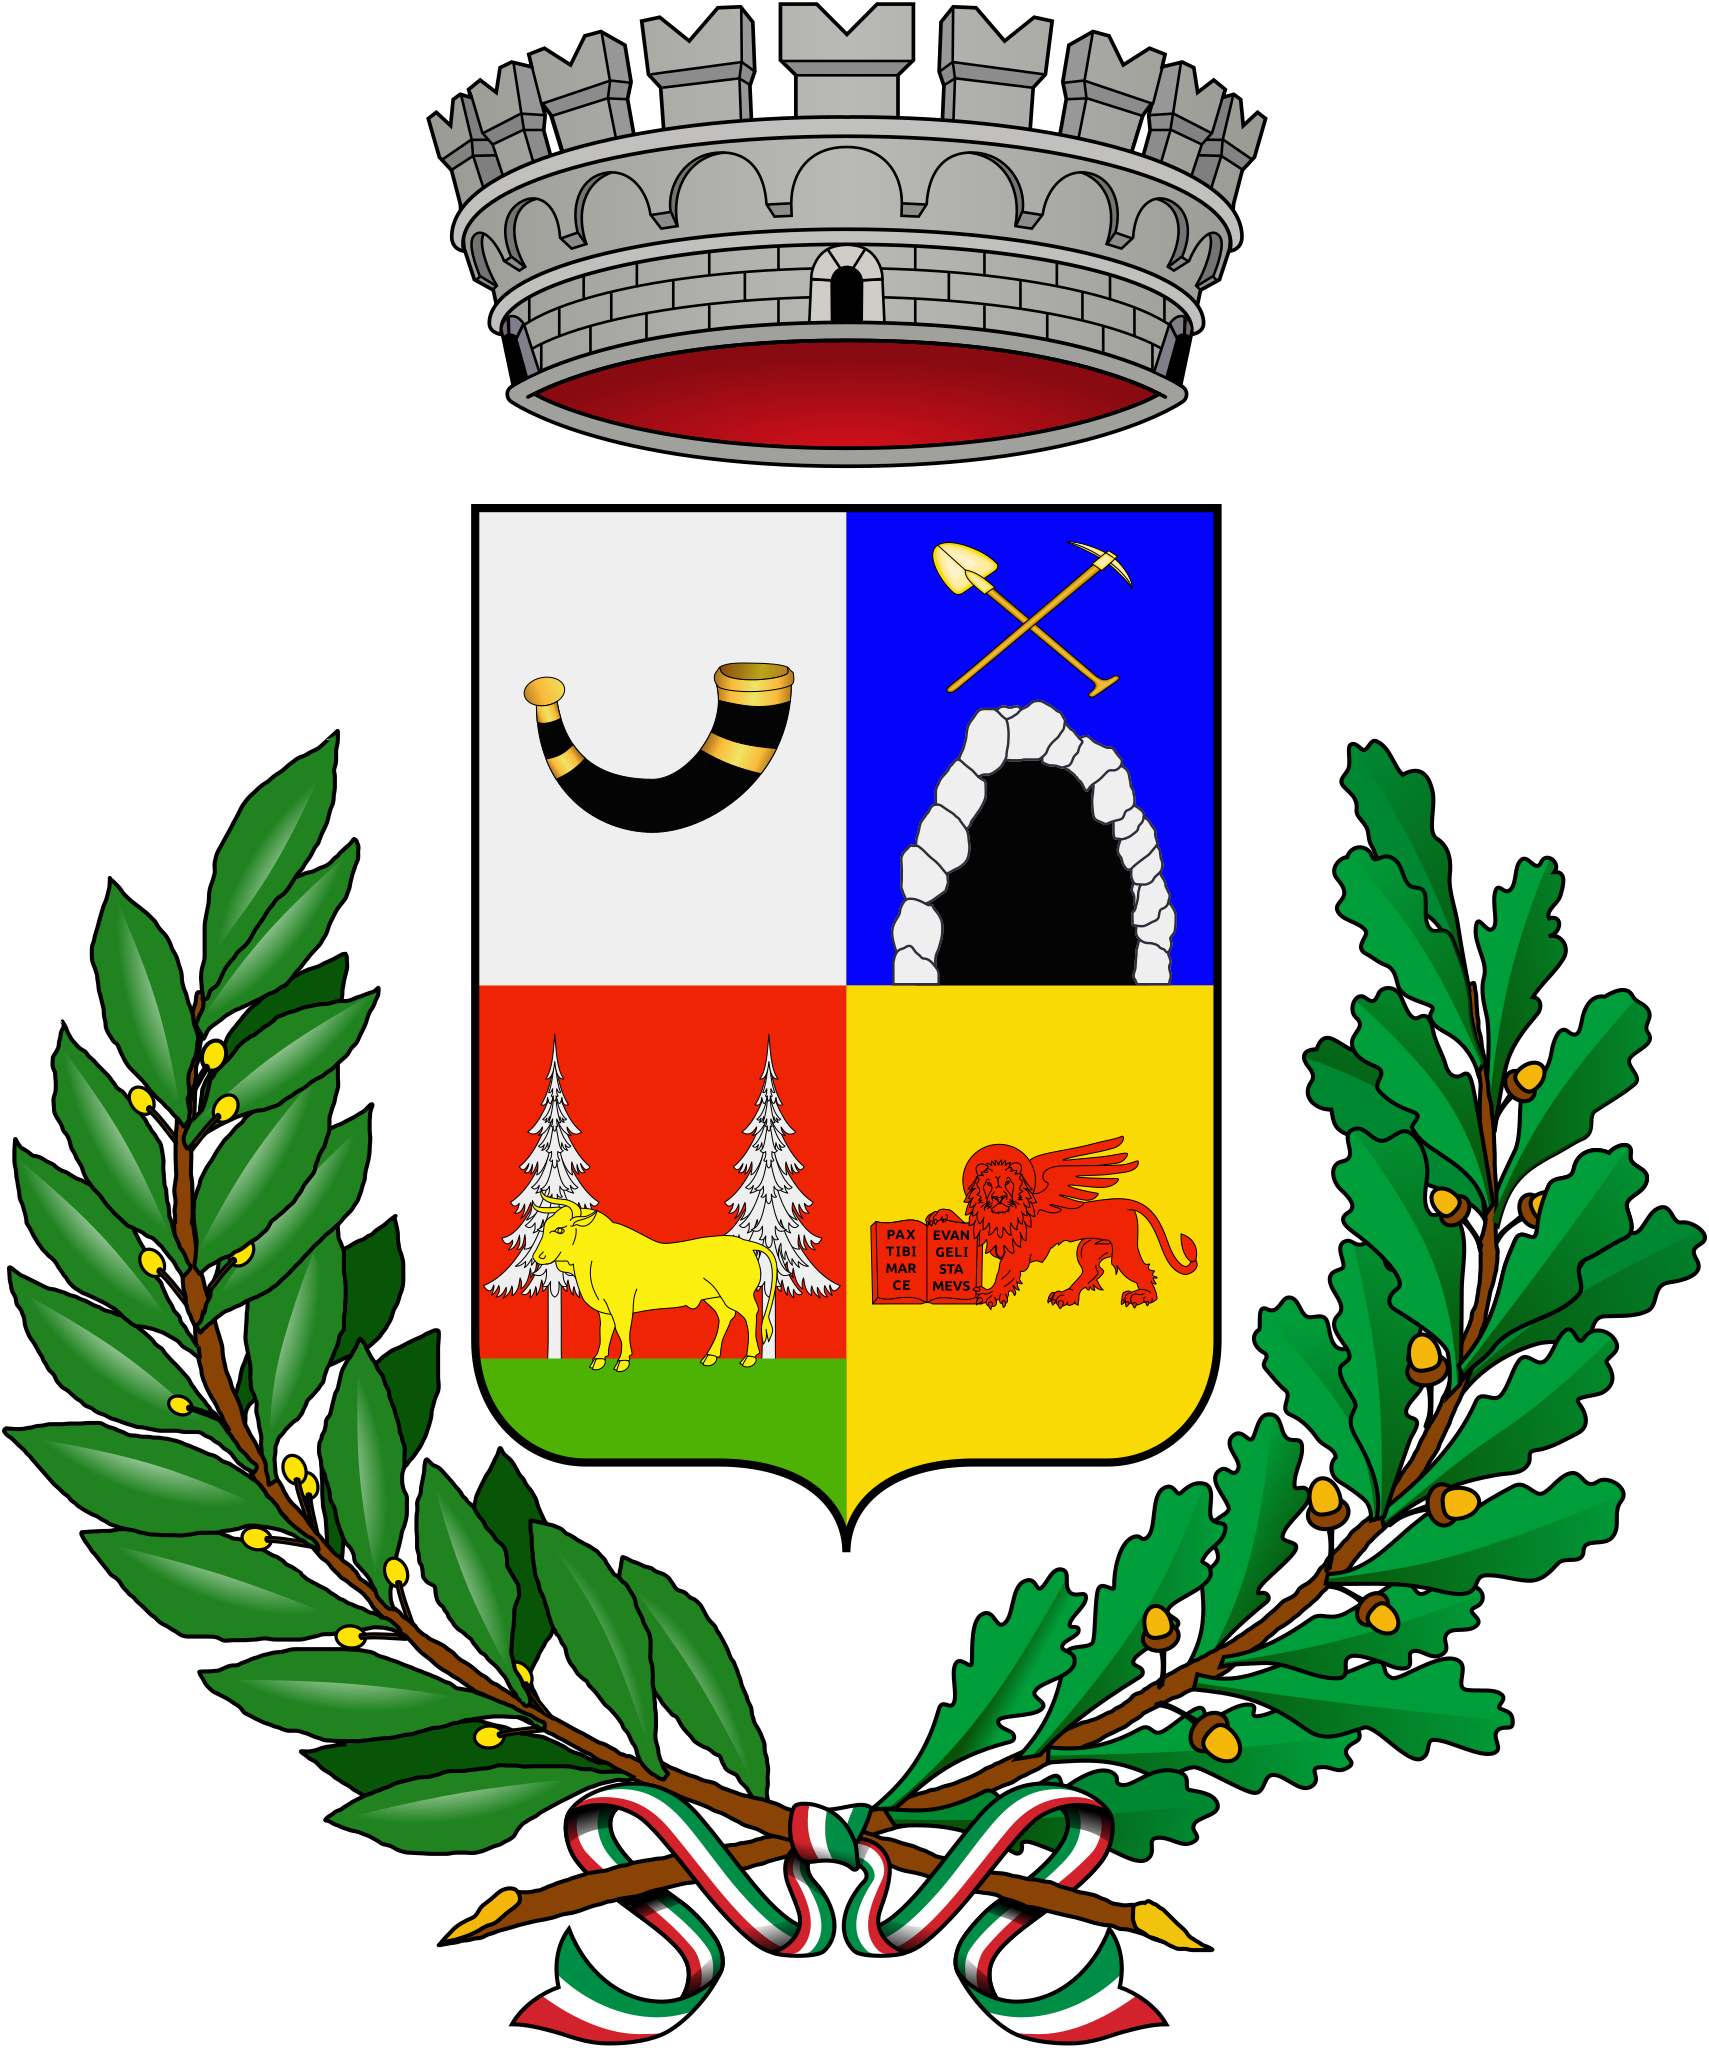 PAX
TIBI
MAR
CE
EVAN
GELI
STA
MEVS